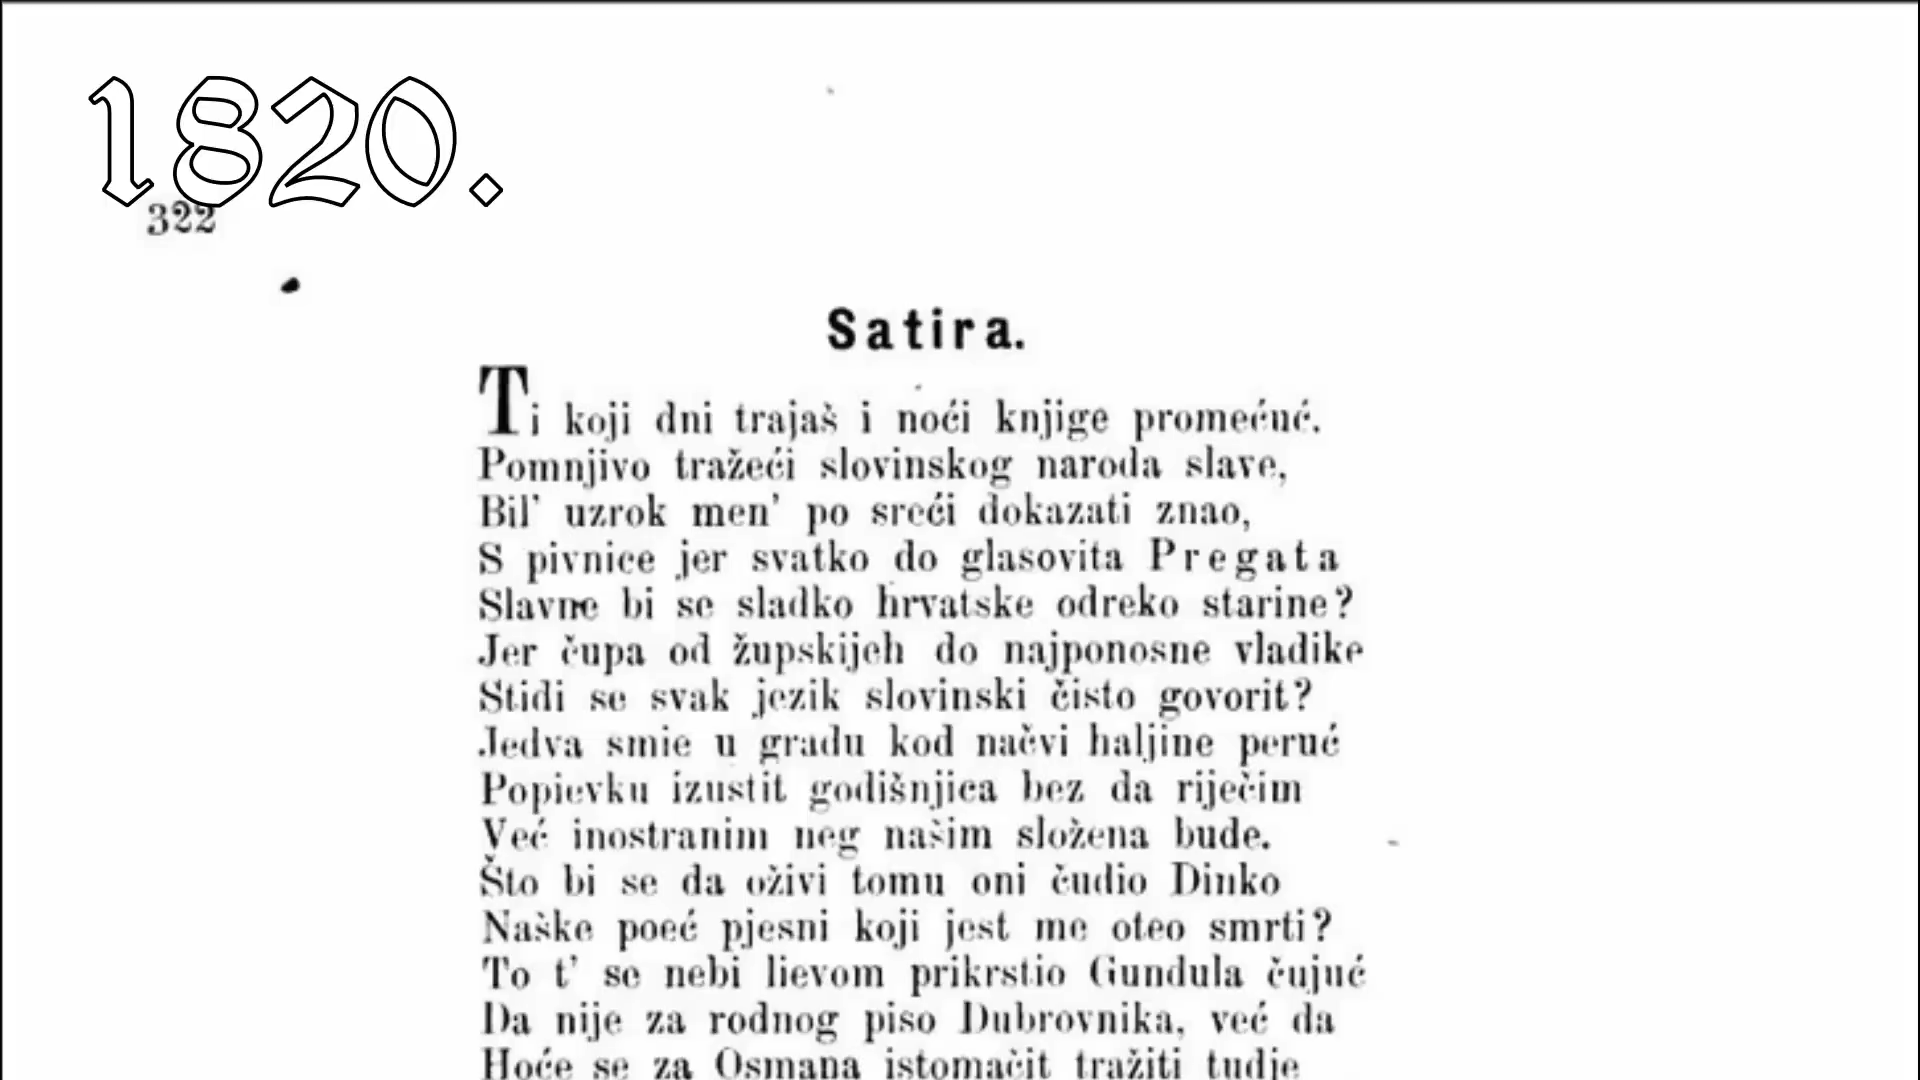 1820.
322
Satira.
Ti koji dni trajaš i noći knjige promećuć.
Pomnjivo tražeći slovinskog naroda slave,
Bil' uzrok men' po sreći dokazati znao,
S pivnice jer svatko do glasovita Pregata
Slavne bi se sladko hrvatske odreko starine?
Jer čupa od župskijeh do najponosne vladike
Stidi se svak jezik slovinski čisto govorit?
Jedva smie u gradu kod načvi haljine peruć
Popievku izustit godišnjica bez da riječim
Već inostranim neg našim složena bude.
Što bi se da oživi tomu oni čudio Dinko
Naške poeć pjesni koji jest me oteo smrti?
To t' se nebi lievom prikrstio Gundula čujuć
Da nije za rodnog piso Dubrovnika, već da
Hoće se za Osmana istomačit tražiti tudje